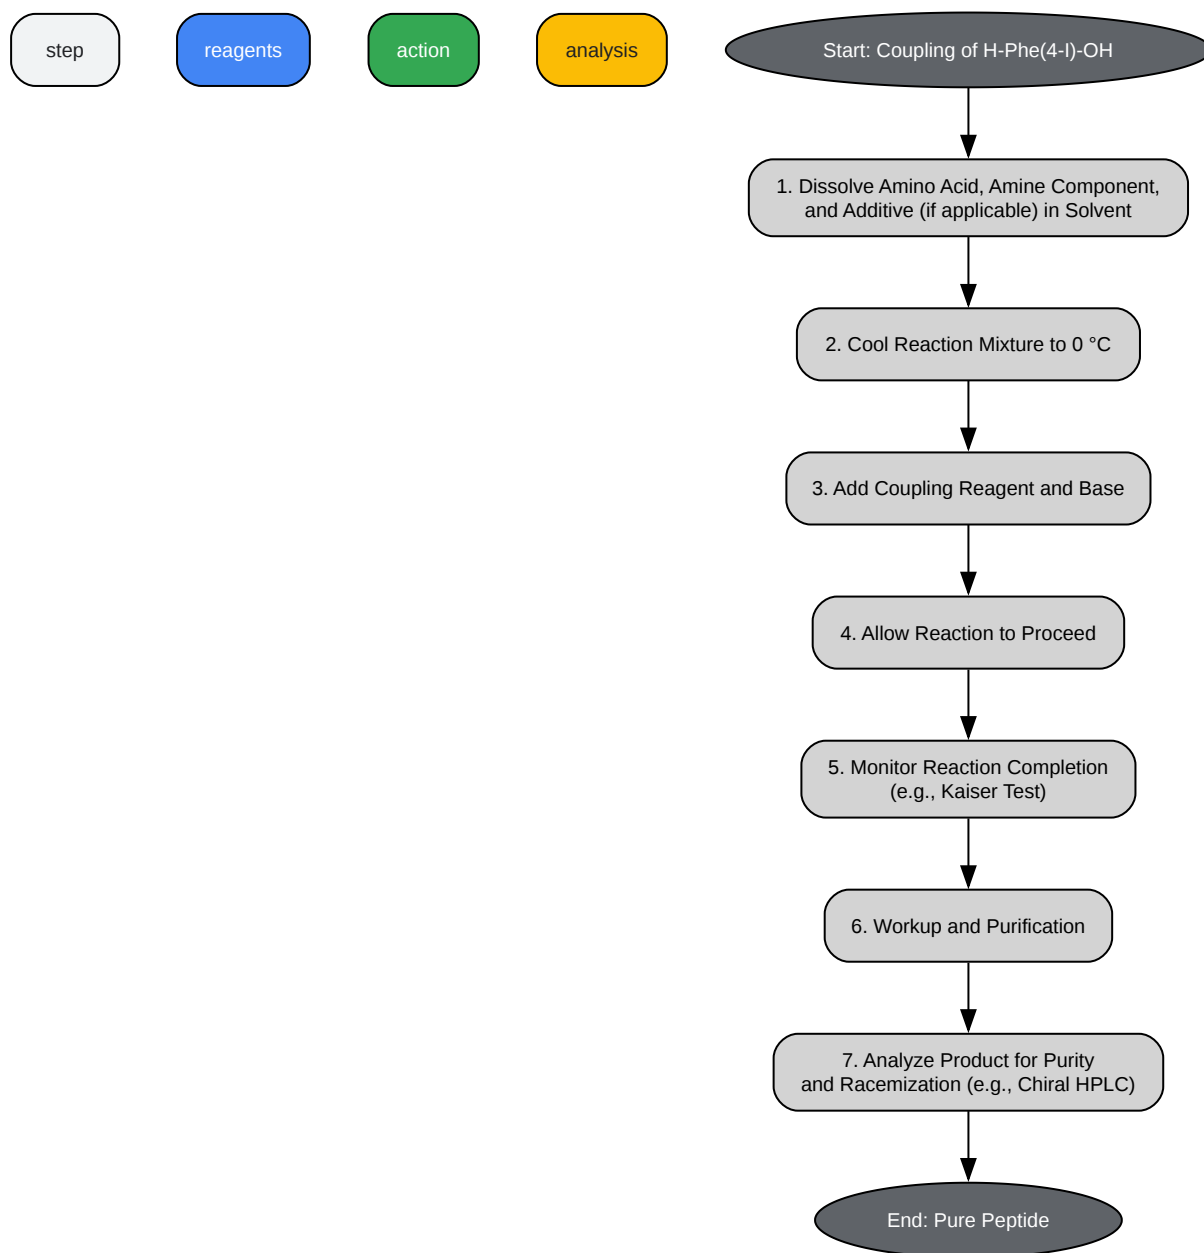 step
reagents
action
analysis
Start: Coupling of H-Phe(4-I)-OH
1. Dissolve Amino Acid, Amine Component,
and Additive (if applicable) in Solvent
2. Cool Reaction Mixture to 0 °C
3. Add Coupling Reagent and Base
4. Allow Reaction to Proceed
5. Monitor Reaction Completion
(e.g., Kaiser Test)
6. Workup and Purification
7. Analyze Product for Purity
and Racemization (e.g., Chiral HPLC)
End: Pure Peptide